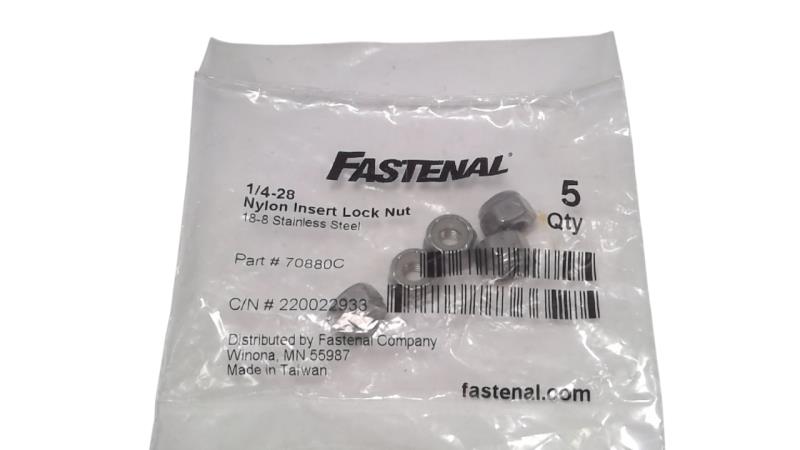 FASTENAL®
1/4-28
Nylon Insert Lock Nut
18-8 Stainless Steel
5
Qty
Part # 70880C
C/N # 220022933
Distributed by Fastenal Company
Winona, MN 55987
Made in Taiwan
fastenal.com